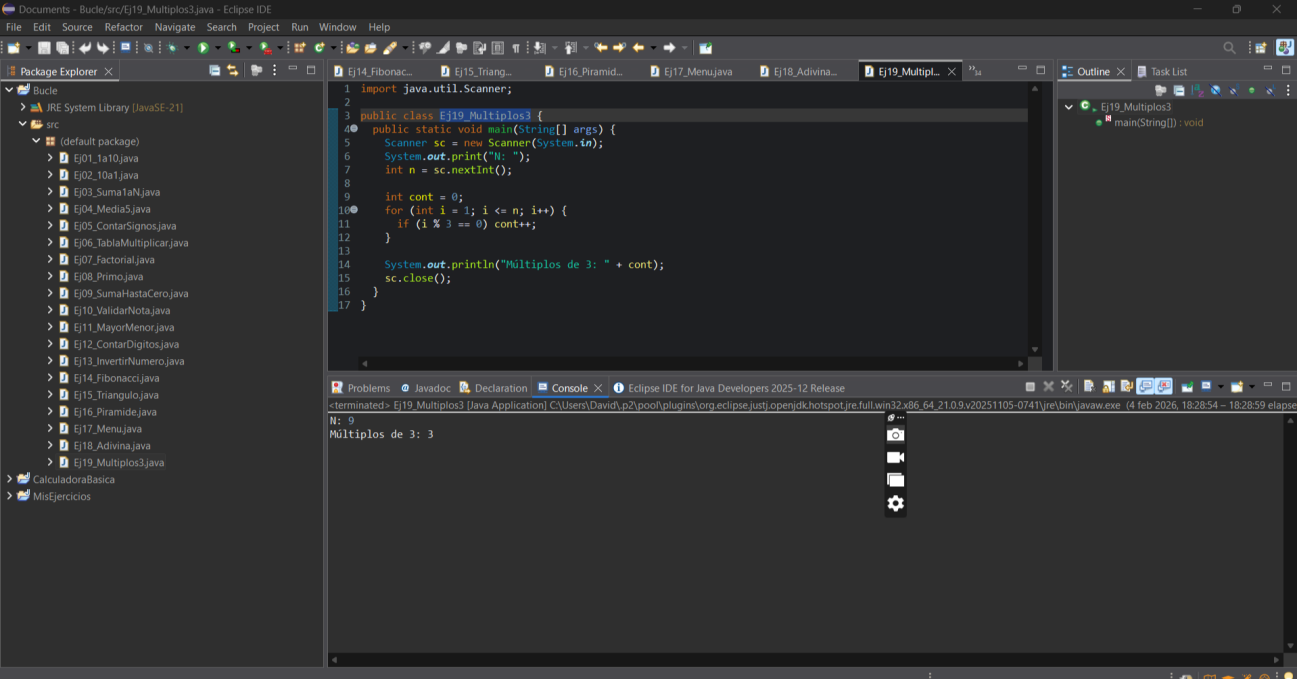 Documents - Bucle/src/Ej19_Multiplos3.java - Eclipse IDE
File Edit Source Refactor Navigate Search Project Run Window Help
Package Explorer
Bucle
JRE System Library [JavaSE-21]
src
(default package)
Ej01_1a10.java
Ej02_10a1.java
Ej03_Suma1aN.java
Ej04_Media5.java
Ej05_ContarSignos.java
Ej06_TablaMultiplicar.java
Ej07_Factorial.java
Ej08_Primo.java
Ej09_SumaHastaCero.java
Ej10_ValidarNota.java
Ej11_MayorMenor.java
Ej12_ContarDigitos.java
Ej13_InvertirNumero.java
Ej14_Fibonacci.java
Ej15_Triangulo.java
Ej16_Piramide.java
Ej17_Menu.java
Ej18_Adivina.java
Ej19_Multiplos3.java
CalculadoraBasica
MisEjercicios
Ej14_Fibonac... Ej15_Triang... Ej16_Piramid... Ej17_Menu.java Ej18_Adivina... Ej19_Multipl... »34
1 import java.util.Scanner;
2
3 public class Ej19_Multiplos3 {
4 public static void main(String[] args) {
5 Scanner sc = new Scanner(System.in);
6 System.out.print("N: ");
7 int n = sc.nextInt();
8
9 int cont = 0;
10 for (int i = 1; i <= n; i++) {
11 if (i % 3 == 0) cont++;
12 }
13
14 System.out.println("Múltiplos de 3: " + cont);
15 sc.close();
16 }
17 }
Outline Task List
Ej19_Multiplos3
main(String[]) : void
Problems Javadoc Declaration Console Eclipse IDE for Java Developers 2025-12 Release
<terminated> Ej19_Multiplos3 [Java Application] C:\Users\David\.p2\pool\plugins\org.eclipse.justj.openjdk.hotspot.jre.full.win32.x86_64_21.0.9.v20251105-0741\jre\bin\javaw.exe (4 feb 2026, 18:28:54 – 18:28:59 elapse
N: 9
Múltiplos de 3: 3